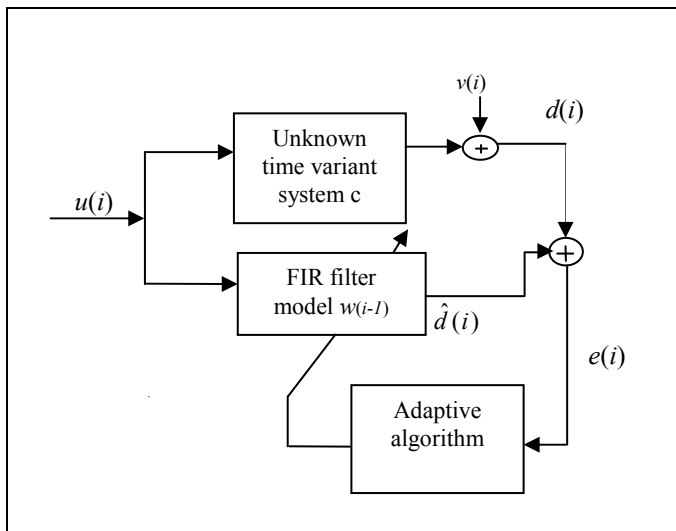 v(i)
d(i)
Unknown
time variant
system c
+
u(i)
+
FIR filter
model w(i-1)
d̂(i)
e(i)
Adaptive
algorithm